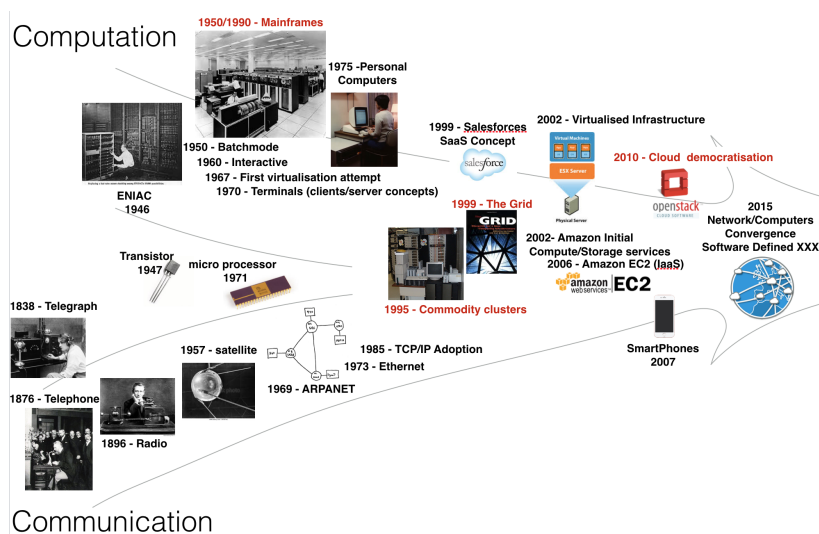 Computation
1950/1990 - Mainframes
1975 -Personal
Computers
1950 - Batchmode
1960 - Interactive
1967 - First virtualisation attempt
1970 - Terminals (clients/server concepts)
ENIAC
1946
1999 - Salesforces
SaaS Concept
salesforce
2002 - Virtualised Infrastructure
Virtual Machines
ESX Server
Physical Server
2010 - Cloud democratisation
openstack
CLOUD SOFTWARE
2015
Network/Computers
Convergence
Software Defined XXX
1999 - The Grid
GRID
2002- Amazon Initial
Compute/Storage services
2006 - Amazon EC2 (IaaS)
amazon
webservices
EC2
Transistor
1947
micro processor
1971
1995 - Commodity clusters
SmartPhones
2007
1838 - Telegraph
1957 - satellite
1985 - TCP/IP Adoption
1973 - Ethernet
1969 - ARPANET
1876 - Telephone
1896 - Radio
Communication